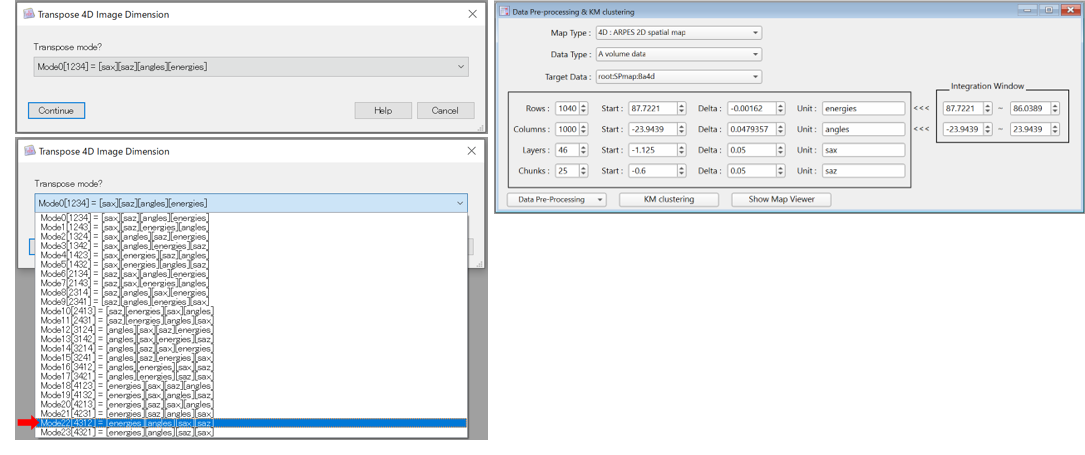 Transpose 4D Image Dimension
Transpose mode?
Mode0[1234] = [sax][saz][angles][energies]
Continue
Help
Cancel
Transpose 4D Image Dimension
Transpose mode?
Mode0[1234] = [sax][saz][angles][energies]
Mode0[1234] = [sax][saz][angles][energies]
Mode1[1243] = [sax][saz][energies][angles]
Mode2[1324] = [sax][angles][saz][energies]
Mode3[1342] = [sax][angles][energies][saz]
Mode4[1423] = [sax][energies][saz][angles]
Mode5[1432] = [sax][energies][angles][saz]
Mode6[2134] = [saz][sax][angles][energies]
Mode7[2143] = [saz][sax][energies][angles]
Mode8[2314] = [saz][angles][sax][energies]
Mode9[2341] = [saz][angles][energies][sax]
Mode10[2413] = [saz][energies][sax][angles]
Mode11[2431] = [saz][energies][angles][sax]
Mode12[3124] = [angles][sax][saz][energies]
Mode13[3142] = [angles][sax][energies][saz]
Mode14[3214] = [angles][saz][sax][energies]
Mode15[3241] = [angles][saz][energies][sax]
Mode16[3412] = [angles][energies][sax][saz]
Mode17[3421] = [angles][energies][saz][sax]
Mode18[4123] = [energies][sax][saz][angles]
Mode19[4132] = [energies][sax][angles][saz]
Mode20[4213] = [energies][saz][sax][angles]
Mode21[4231] = [energies][saz][angles][sax]
Mode22[4312] = [energies][angles][sax][saz]
Mode23[4321] = [energies][angles][saz][sax]
Data Pre-processing & KM clustering
Map Type : 4D : ARPES 2D spatial map
Data Type : A volume data
Target Data : root:SPmap:Ba4d
Integration Window
Rows : 1040 Start : 87.7221 Delta : -0.00162 Unit : energies <<< 87.7221 ~ 86.0389
Columns : 1000 Start : -23.9439 Delta : 0.0479357 Unit : angles <<< -23.9439 ~ 23.9439
Layers : 46 Start : -1.125 Delta : 0.05 Unit : sax
Chunks : 25 Start : -0.6 Delta : 0.05 Unit : saz
Data Pre-Processing
KM clustering
Show Map Viewer